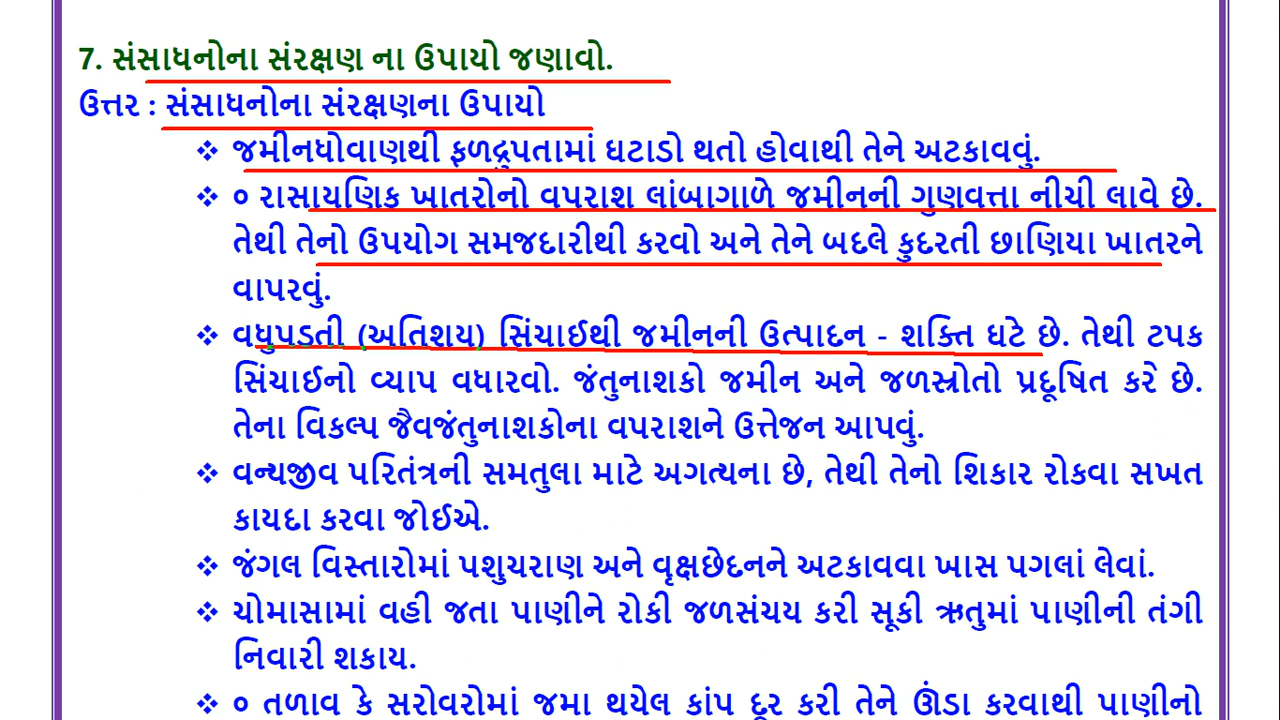 7. સંસાધનોના સંરક્ષણ ના ઉપાયો જણાવો.
ઉત્તર : સંસાધનોના સંરક્ષણના ઉપાયો
❖ જમીનધોવાણથી ફળદ્રુપતામાં ઘટાડો થતો હોવાથી તેને અટકાવવું.
❖ ૦ રાસાયણિક ખાતરોનો વપરાશ લાંબાગાળે જમીનની ગુણવત્તા નીચી લાવે છે.
તેથી તેનો ઉપયોગ સમજદારીથી કરવો અને તેને બદલે કુદરતી છાણિયા ખાતરને
વાપરવું.
❖ વધુપડતી (અતિશય) સિંચાઈથી જમીનની ઉત્પાદન - શક્તિ ઘટે છે. તેથી ટપક
સિંચાઈનો વ્યાપ વધારવો. જંતુનાશકો જમીન અને જળસ્ત્રોતો પ્રદૂષિત કરે છે.
તેના વિકલ્પ જૈવજંતુનાશકોના વપરાશને ઉત્તેજન આપવું.
❖ વન્યજીવ પરિતંત્રની સમતુલા માટે અગત્યના છે, તેથી તેનો શિકાર રોકવા સખત
કાયદા કરવા જોઈએ.
❖ જંગલ વિસ્તારોમાં પશુચરાણ અને વૃક્ષછેદનને અટકાવવા ખાસ પગલાં લેવાં.
❖ ચોમાસામાં વહી જતા પાણીને રોકી જળસંચય કરી સૂકી ઋતુમાં પાણીની તંગી
નિવારી શકાય.
❖ ૦ તળાવ કે સરોવરોમાં જમા થયેલ કાંપ દૂર કરી તેને ઊંડા કરવાથી પાણીનો